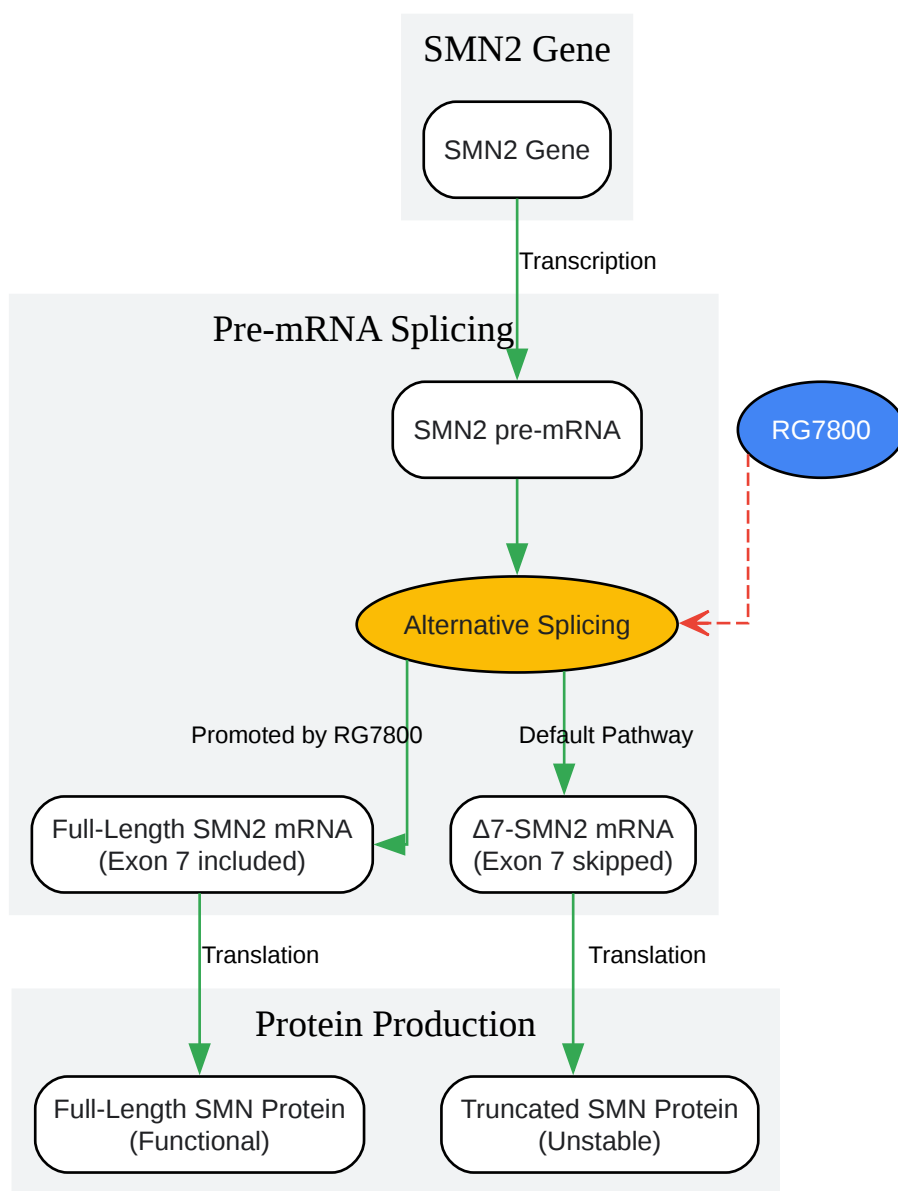 SMN2 Gene
SMN2 Gene
Transcription
Pre-mRNA Splicing
SMN2 pre-mRNA
RG7800
Alternative Splicing
Promoted by RG7800
Default Pathway
Full-Length SMN2 mRNA
(Exon 7 included)
Δ7-SMN2 mRNA
(Exon 7 skipped)
Translation
Translation
Protein Production
Full-Length SMN Protein
(Functional)
Truncated SMN Protein
(Unstable)